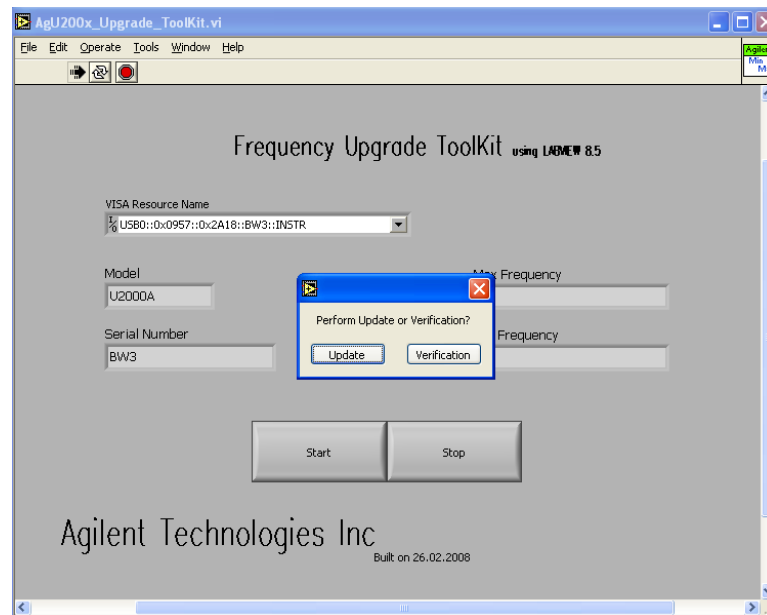 AgU200x_Upgrade_ToolKit.vi
File Edit Operate Tools Window Help
Frequency Upgrade ToolKit using LABVIEW 8.5
VISA Resource Name
USB0::0x0957::0x2A18::BW3::INSTR
Model
Max Frequency
U2000A
Perform Update or Verification?
Serial Number
Frequency
Update Verification
BW3
Start Stop
Agilent Technologies Inc
Built on 26.02.2008